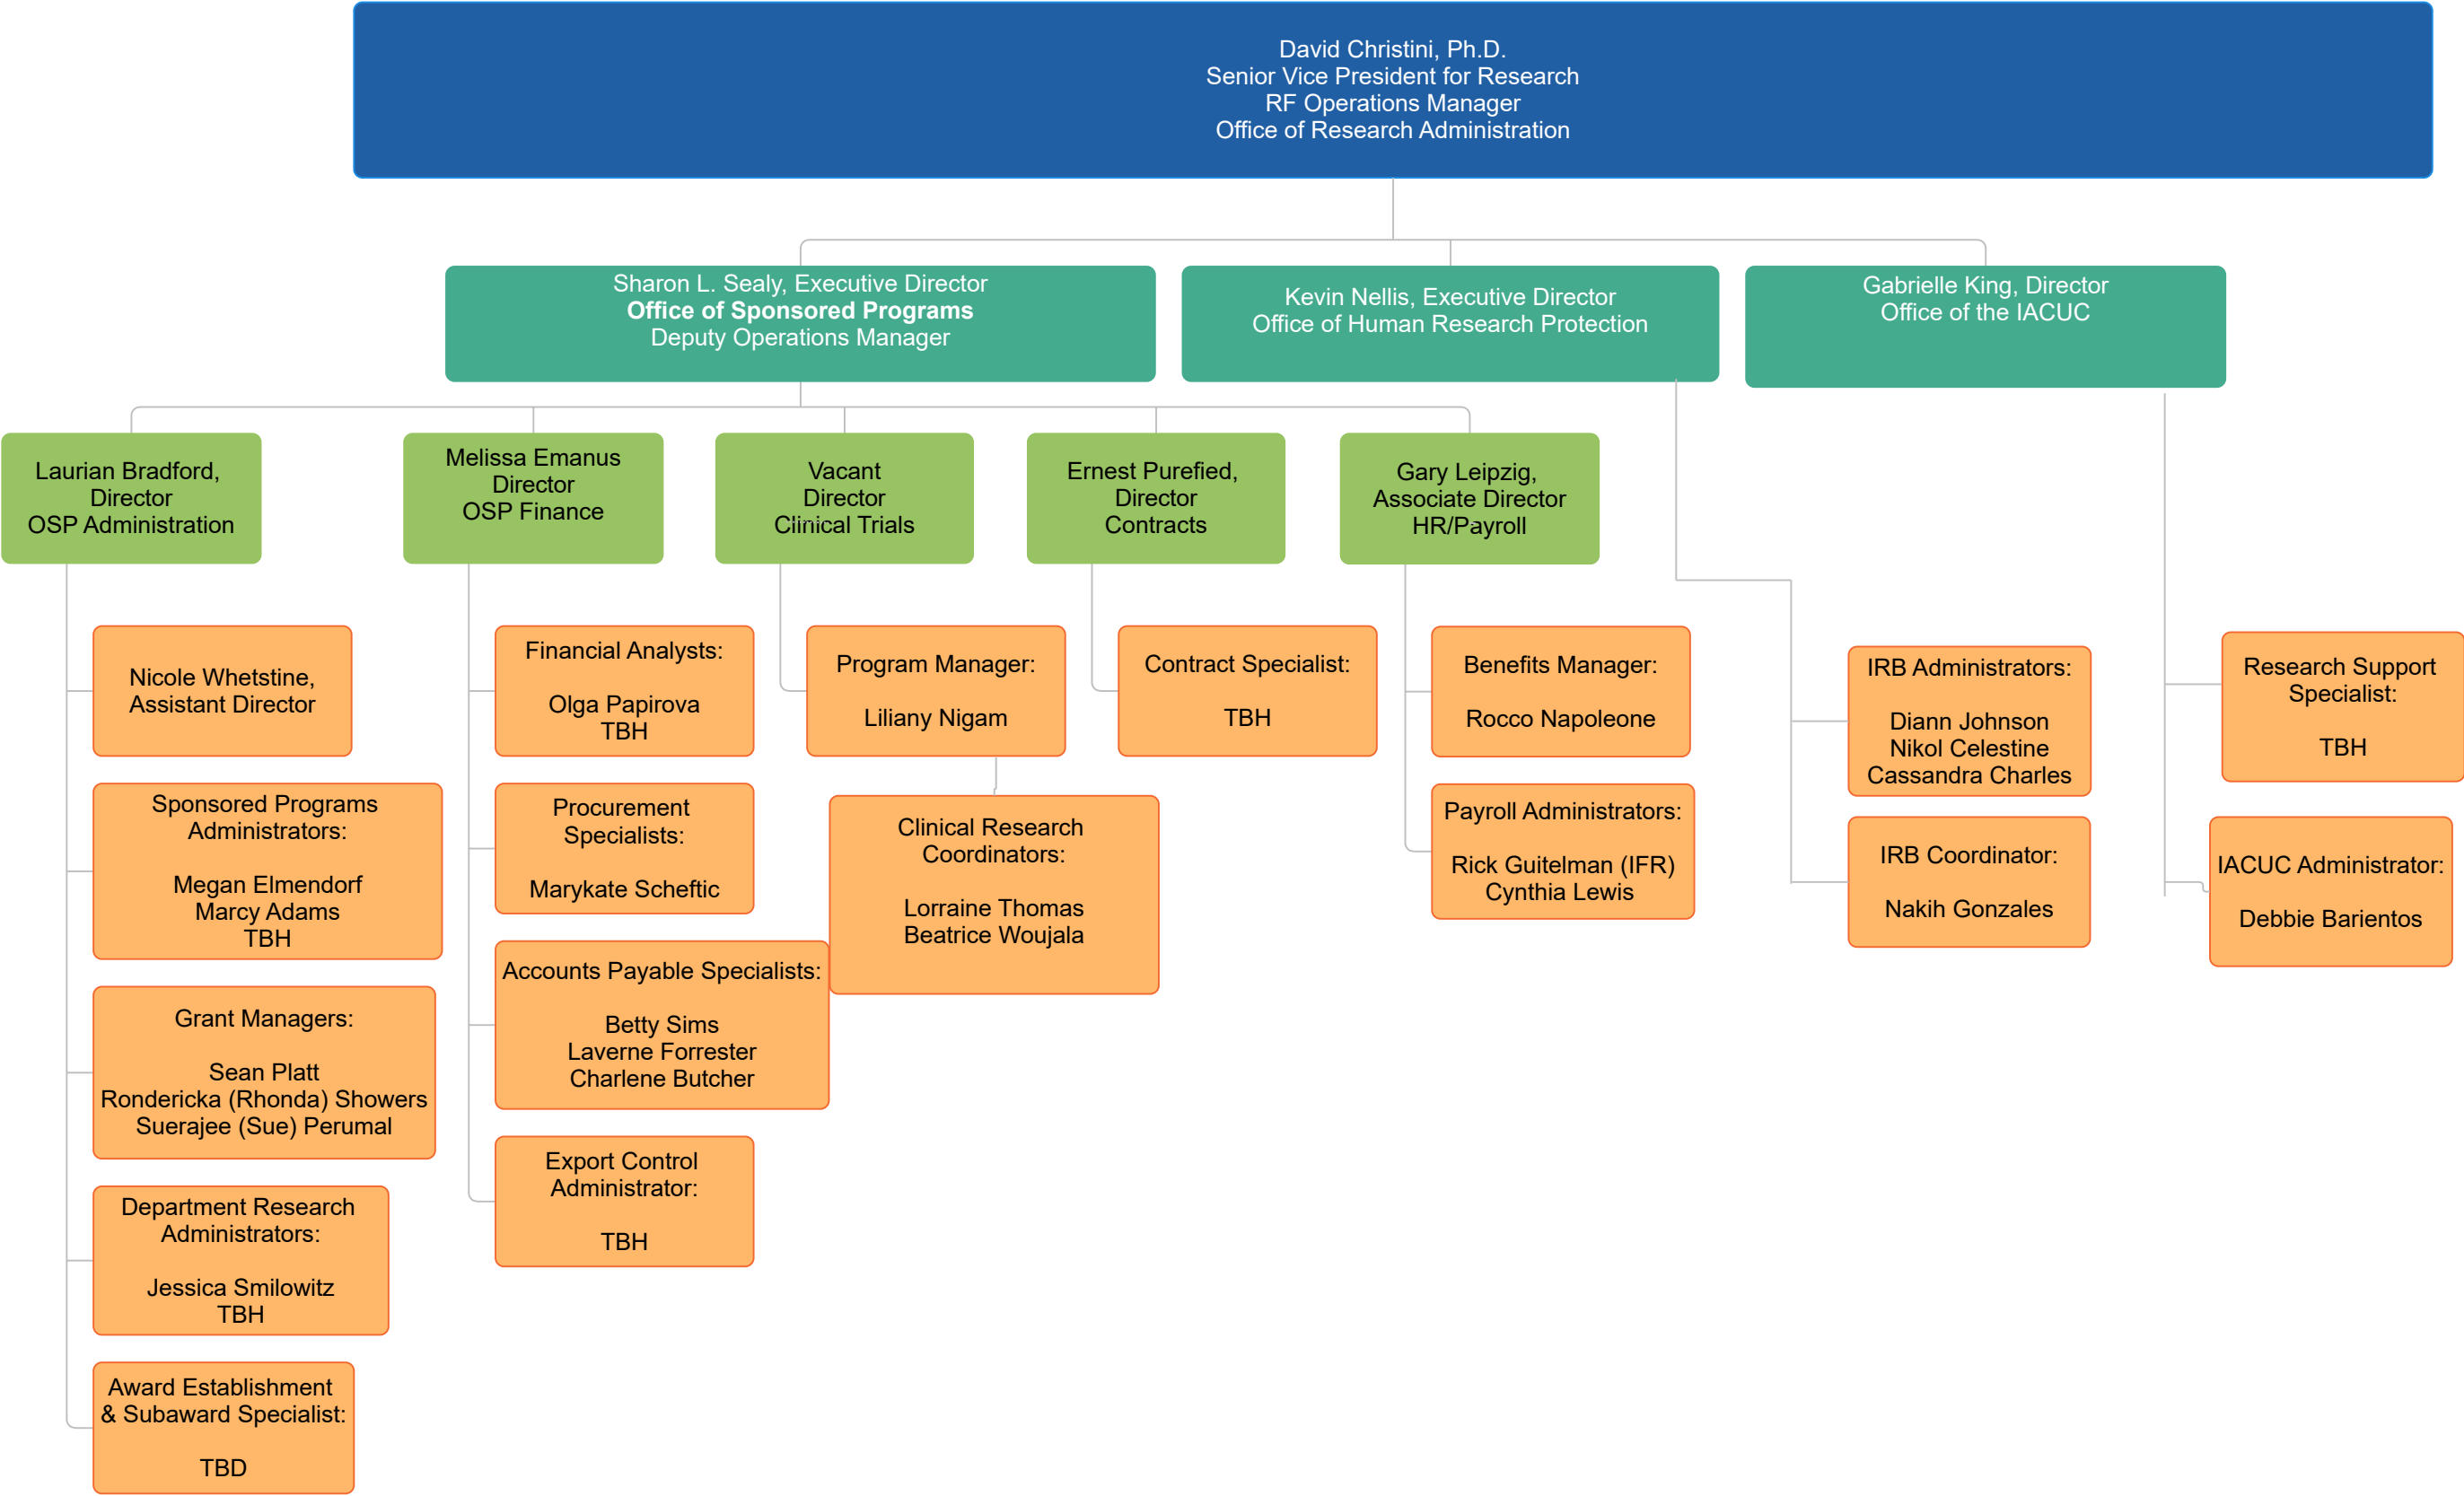 David Christini, Ph.D.
Senior Vice President for Research
RF Operations Manager
Office of Research Administration
Sharon L. Sealy, Executive Director
Office of Sponsored Programs
Deputy Operations Manager
Kevin Nellis, Executive Director
Office of Human Research Protection
Gabrielle King, Director
Office of the IACUC
Laurian Bradford,
Director
OSP Administration
Melissa Emanus
Director
OSP Finance
Vacant
Director
Clinical Trials
Ernest Purefied,
Director
Contracts
Gary Leipzig,
Associate Director
HR/Payroll
Nicole Whetstine,
Assistant Director
Sponsored Programs
Administrators:
Megan Elmendorf
Marcy Adams
TBH
Grant Managers:
Sean Platt
Rondericka (Rhonda) Showers
Suerajee (Sue) Perumal
Department Research
Administrators:
Jessica Smilowitz
TBH
Award Establishment
& Subaward Specialist:
TBD
Financial Analysts:
Olga Papirova
TBH
Procurement
Specialists:
Marykate Scheftic
Accounts Payable Specialists:
Betty Sims
Laverne Forrester
Charlene Butcher
Export Control
Administrator:
TBH
Program Manager:
Liliany Nigam
Clinical Research
Coordinators:
Lorraine Thomas
Beatrice Woujala
Contract Specialist:
TBH
Benefits Manager:
Rocco Napoleone
Payroll Administrators:
Rick Guitelman (IFR)
Cynthia Lewis
IRB Administrators:
Diann Johnson
Nikol Celestine
Cassandra Charles
IRB Coordinator:
Nakih Gonzales
Research Support
Specialist:
TBH
IACUC Administrator:
Debbie Barientos